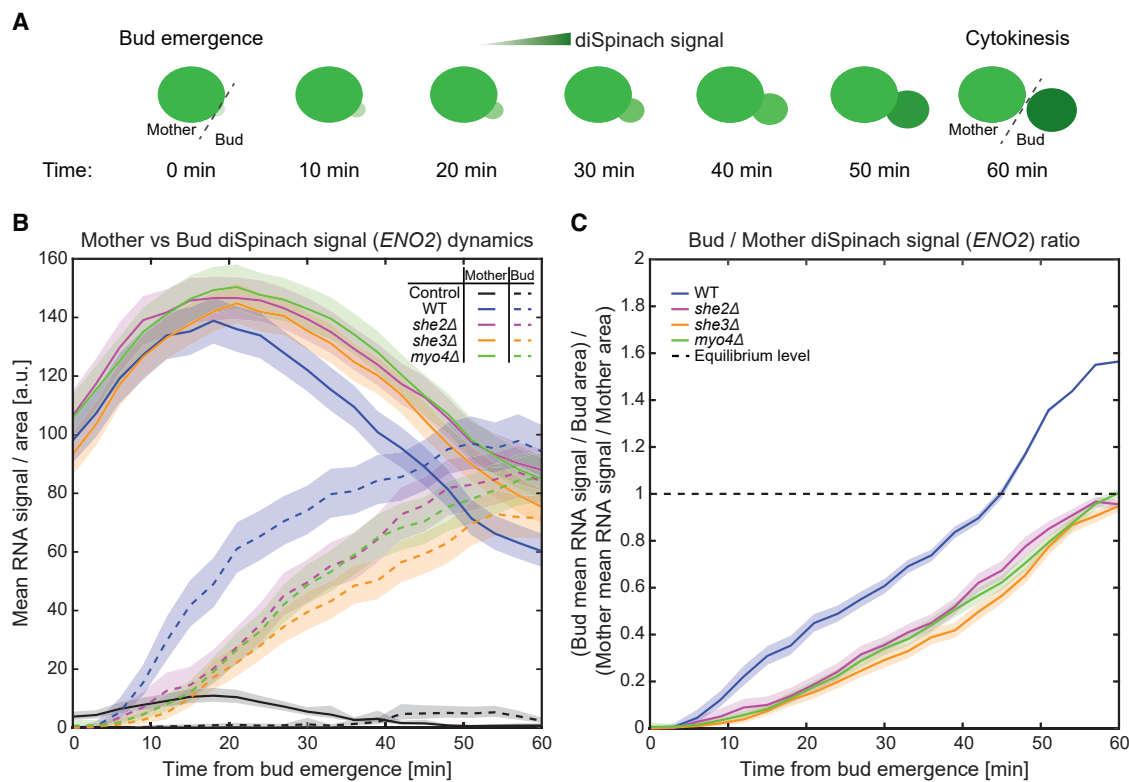 A
Bud emergence
diSpinach signal
Cytokinesis
Mother
Bud
Mother
Bud
Time:
0 min
10 min
20 min
30 min
40 min
50 min
60 min
B
Mother vs Bud diSpinach signal (ENO2) dynamics
Mean RNA signal / area [a.u.]
160
140
120
100
80
60
40
20
0
Mother Bud
Control
WT
she2Δ
she3Δ
myo4Δ
0 10 20 30 40 50 60
Time from bud emergence [min]
C
Bud / Mother diSpinach signal (ENO2) ratio
(Bud mean RNA signal / Bud area) /
(Mother mean RNA signal / Mother area)
2
1.8
1.6
1.4
1.2
1
0.8
0.6
0.4
0.2
0
WT
she2Δ
she3Δ
myo4Δ
Equilibrium level
0 10 20 30 40 50 60
Time from bud emergence [min]